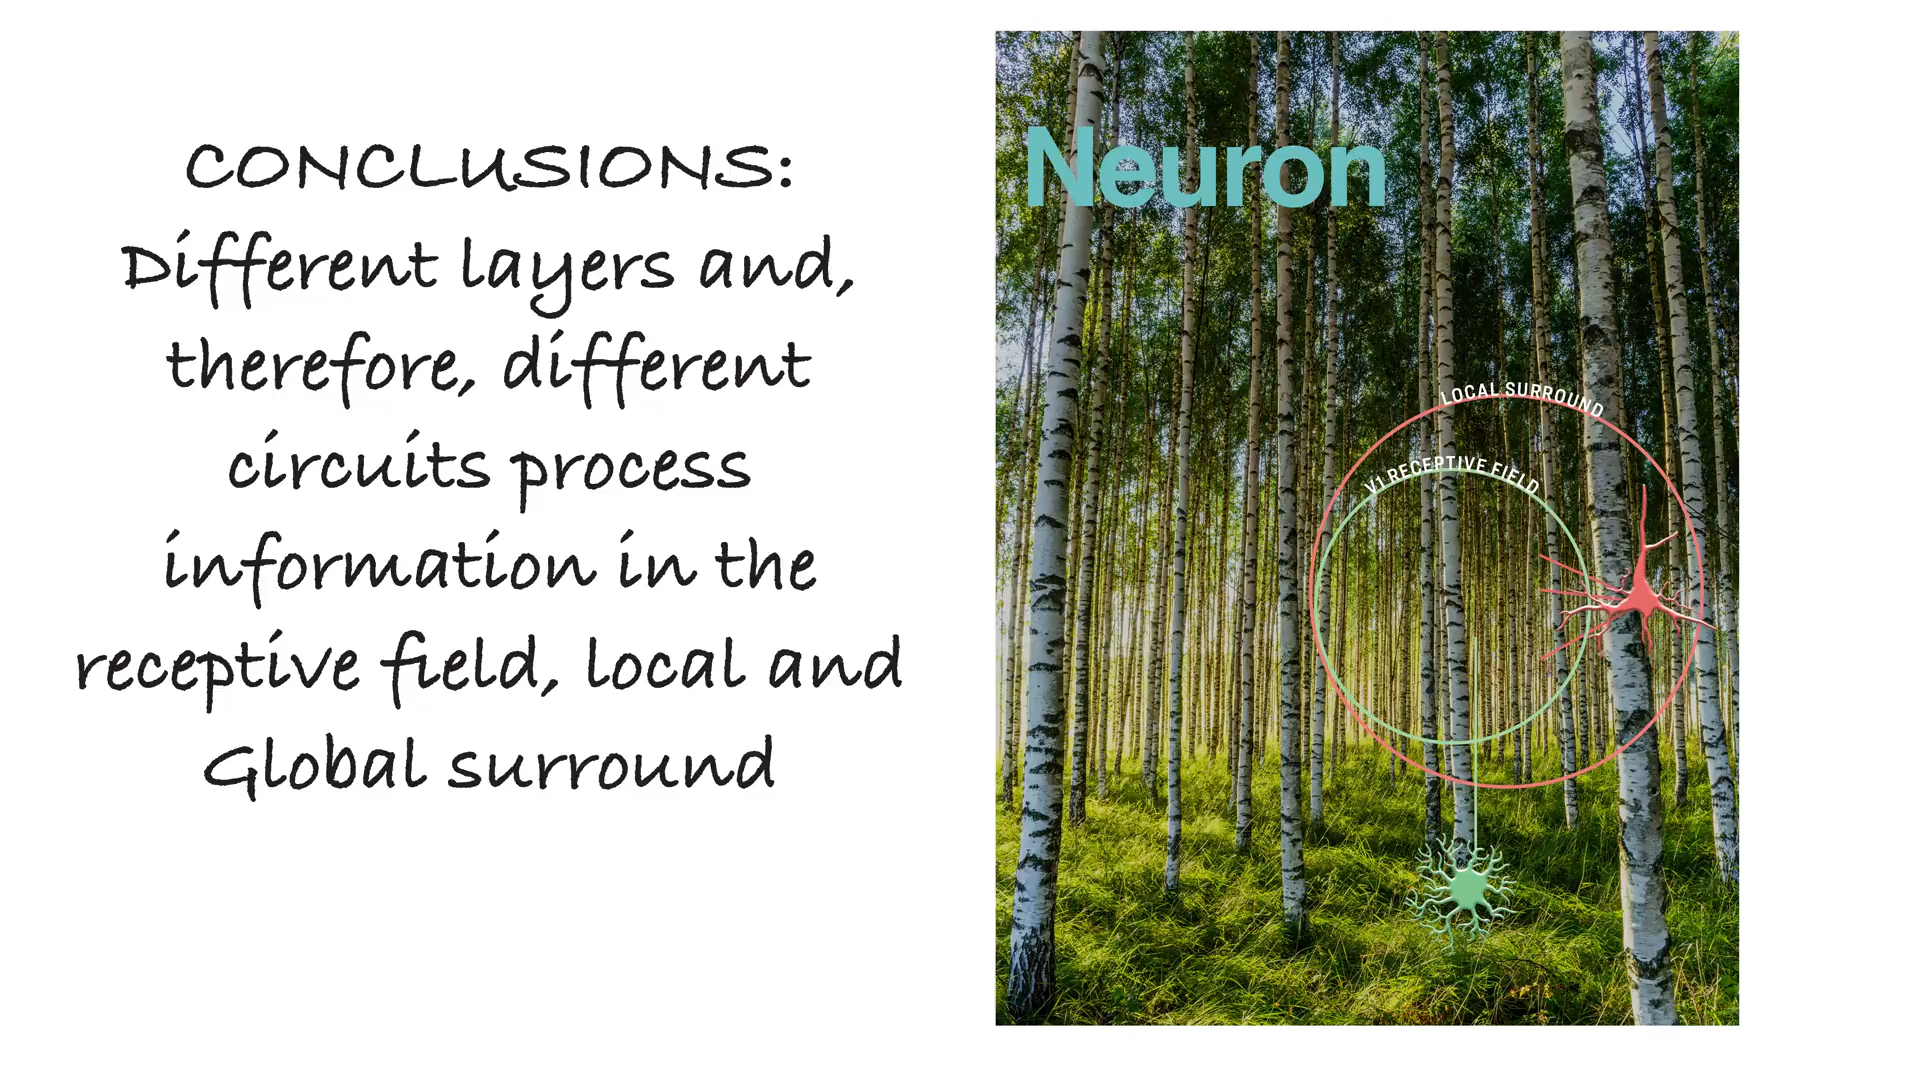 CONCLUSIONS:
Different layers and,
therefore, different
circuits process
information in the
receptive field, local and
Global surround
Neuron
LOCAL SURROUND
V1 RECEPTIVE FIELD